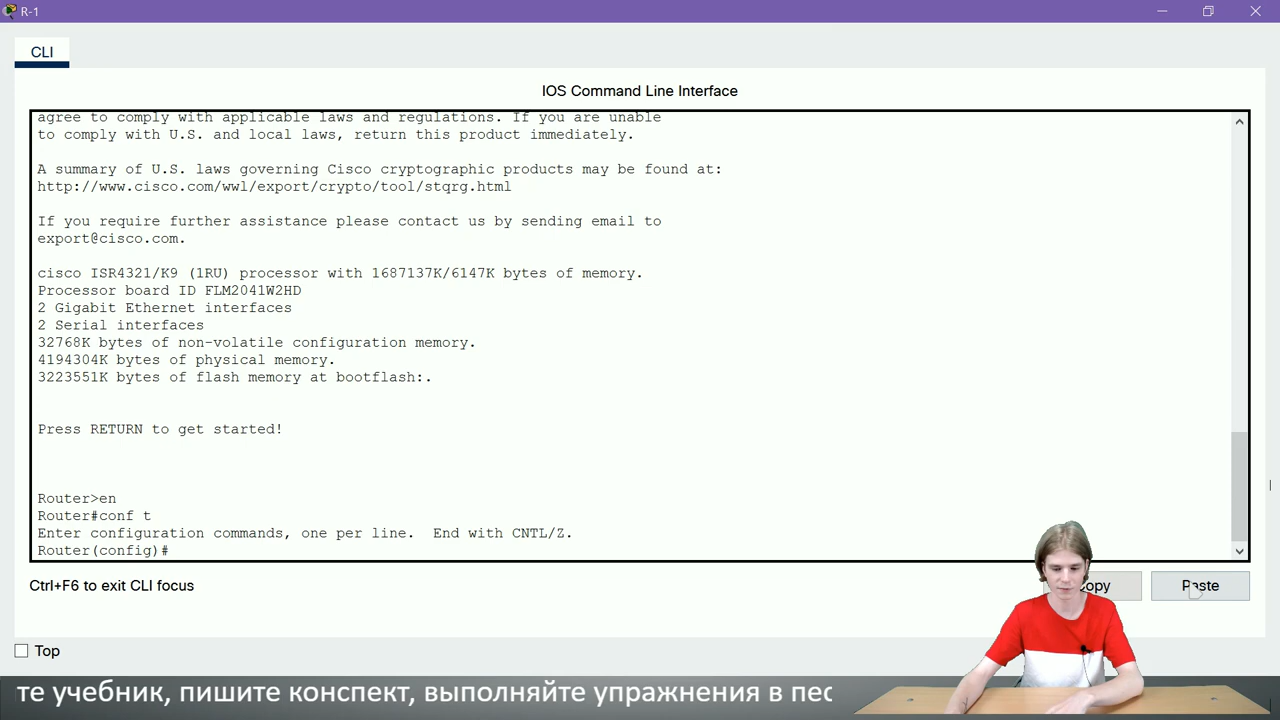 R-1
CLI
IOS Command Line Interface
agree to comply with applicable laws and regulations. If you are unable
to comply with U.S. and local laws, return this product immediately.
A summary of U.S. laws governing Cisco cryptographic products may be found at:
http://www.cisco.com/wwl/export/crypto/tool/stqrg.html
If you require further assistance please contact us by sending email to
export@cisco.com.
cisco ISR4321/K9 (1RU) processor with 1687137K/6147K bytes of memory.
Processor board ID FLM2041W2HD
2 Gigabit Ethernet interfaces
2 Serial interfaces
32768K bytes of non-volatile configuration memory.
4194304K bytes of physical memory.
3223551K bytes of flash memory at bootflash:.
Press RETURN to get started!
Router>en
Router#conf t
Enter configuration commands, one per line.  End with CNTL/Z.
Router(config)#
Ctrl+F6 to exit CLI focus
opy
Paste
Top
те учебник, пишите конспект, выполняйте упражнения в пес